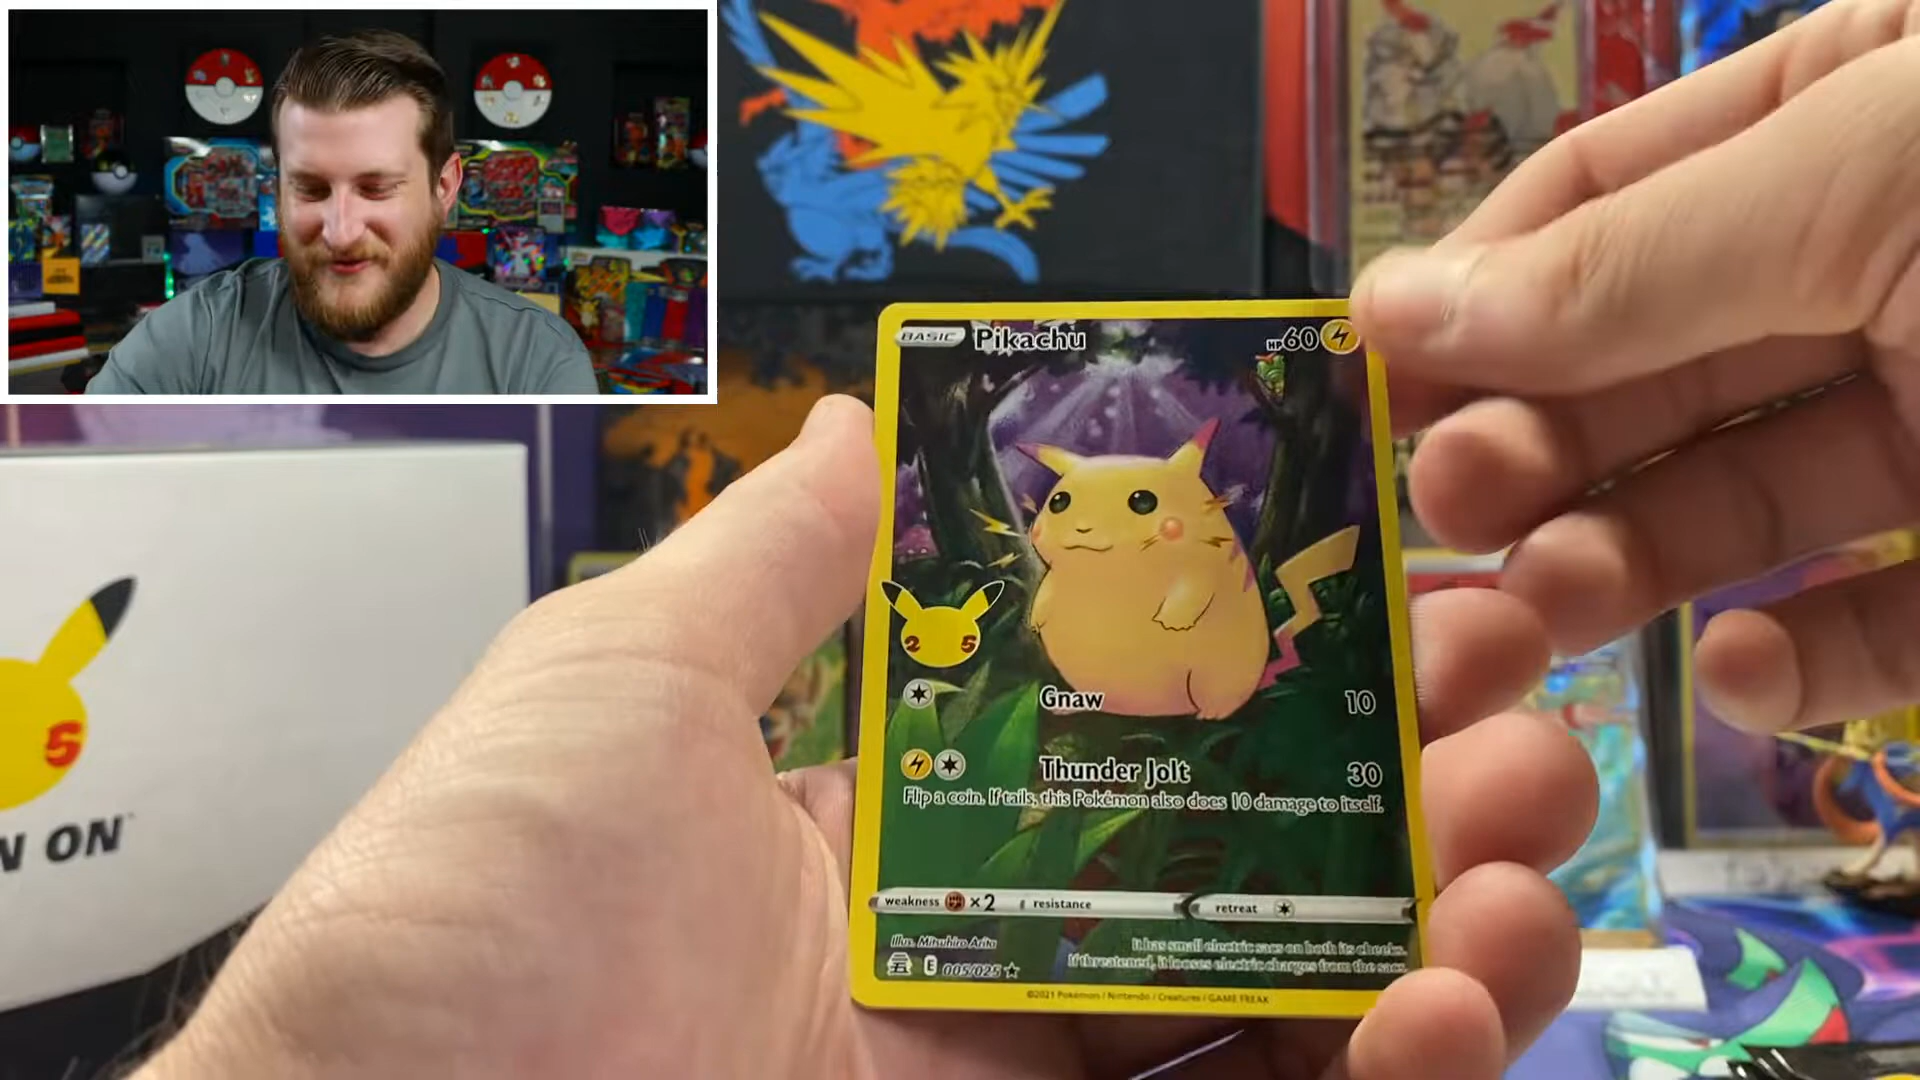 BASIC Pikachu HP60
25
Gnaw 10
Thunder Jolt 30
Flip a coin. If tails, this Pokémon also does 10 damage to itself.
weakness ×2 resistance retreat
Illus. Mitsuhiro Arita
It has small electric sacs on both its cheeks.
E 005/025
If threatened, it looses electric charges from the sacs.
©2021 Pokémon / Nintendo / Creatures / GAME FREAK
5
N ON